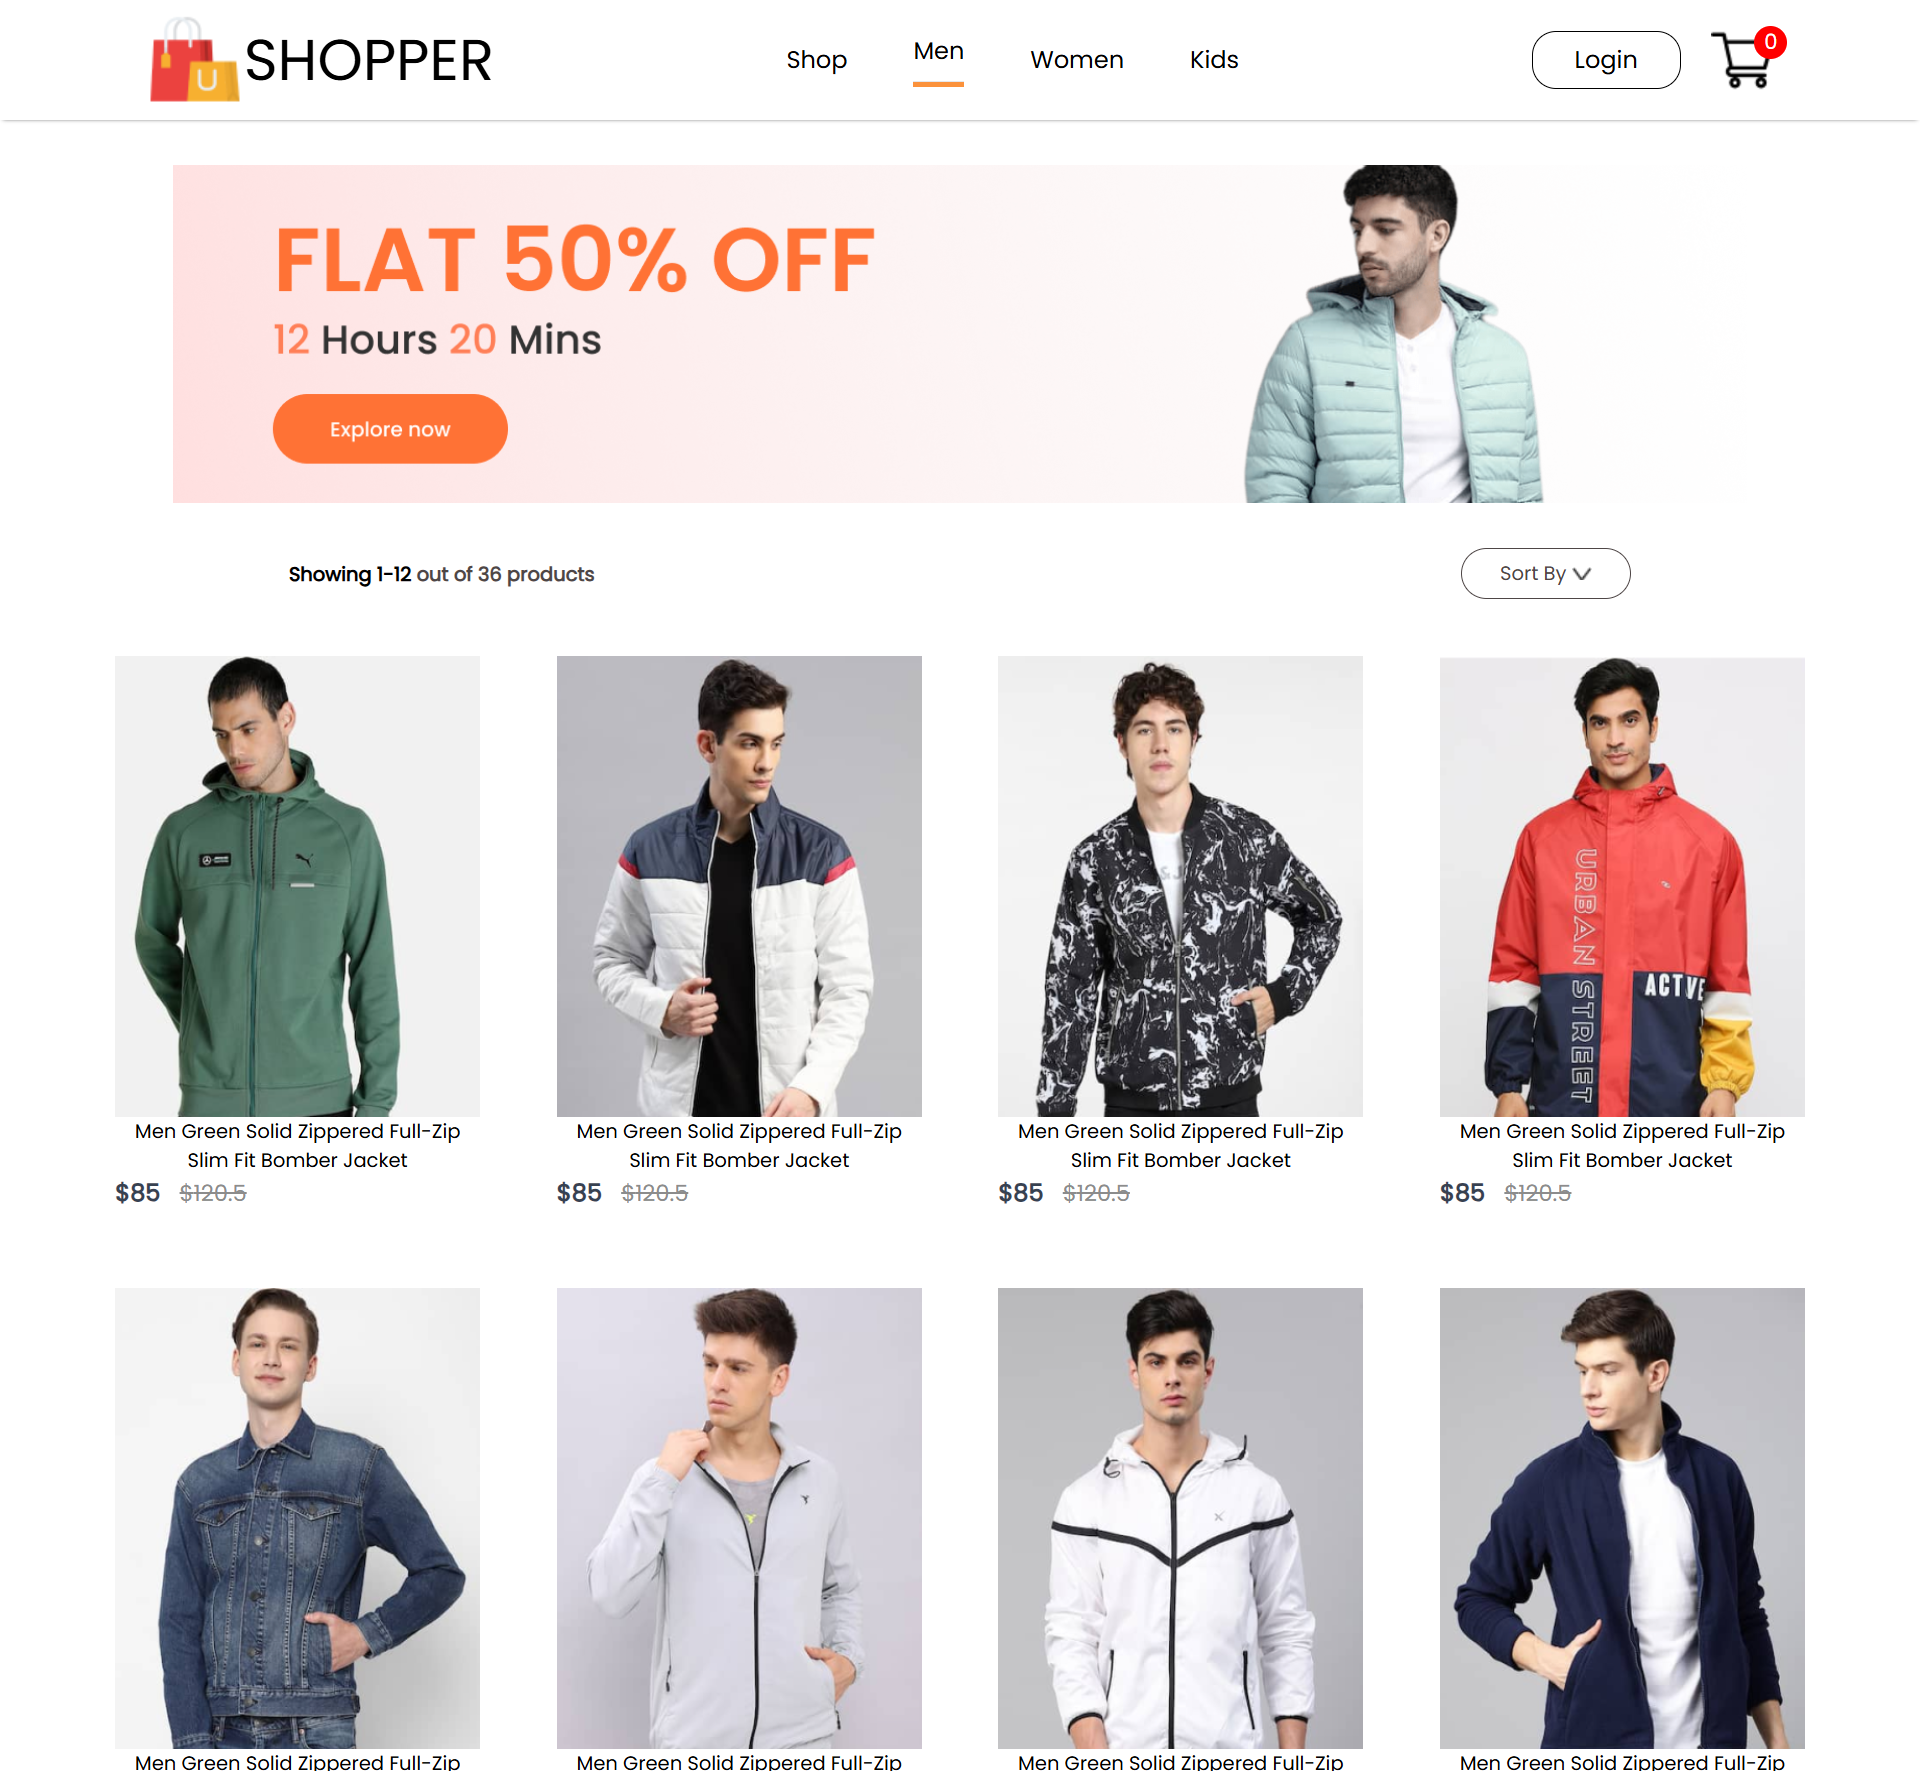 SHOPPER
Shop Men Women Kids
Login
0
FLAT 50% OFF
12 Hours 20 Mins
Explore now
Showing 1-12 out of 36 products
Sort By
URBAN STREET
ACTIVE
Men Green Solid Zippered Full-Zip
Slim Fit Bomber Jacket
$85 $120.5
Men Green Solid Zippered Full-Zip
Slim Fit Bomber Jacket
$85 $120.5
Men Green Solid Zippered Full-Zip
Slim Fit Bomber Jacket
$85 $120.5
Men Green Solid Zippered Full-Zip
Slim Fit Bomber Jacket
$85 $120.5
Men Green Solid Zippered Full-Zip
Men Green Solid Zippered Full-Zip
Men Green Solid Zippered Full-Zip
Men Green Solid Zippered Full-Zip